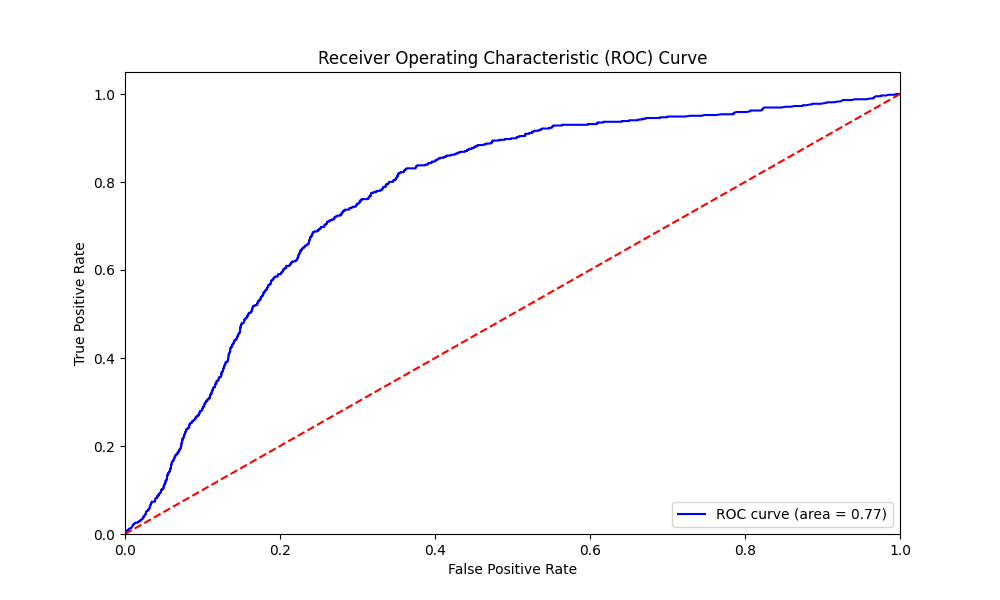 Receiver Operating Characteristic (ROC) Curve
1.0
0.8
0.6
0.4
0.2
0.0
True Positive Rate
ROC curve (area = 0.77)
0.0 0.2 0.4 0.6 0.8 1.0
False Positive Rate